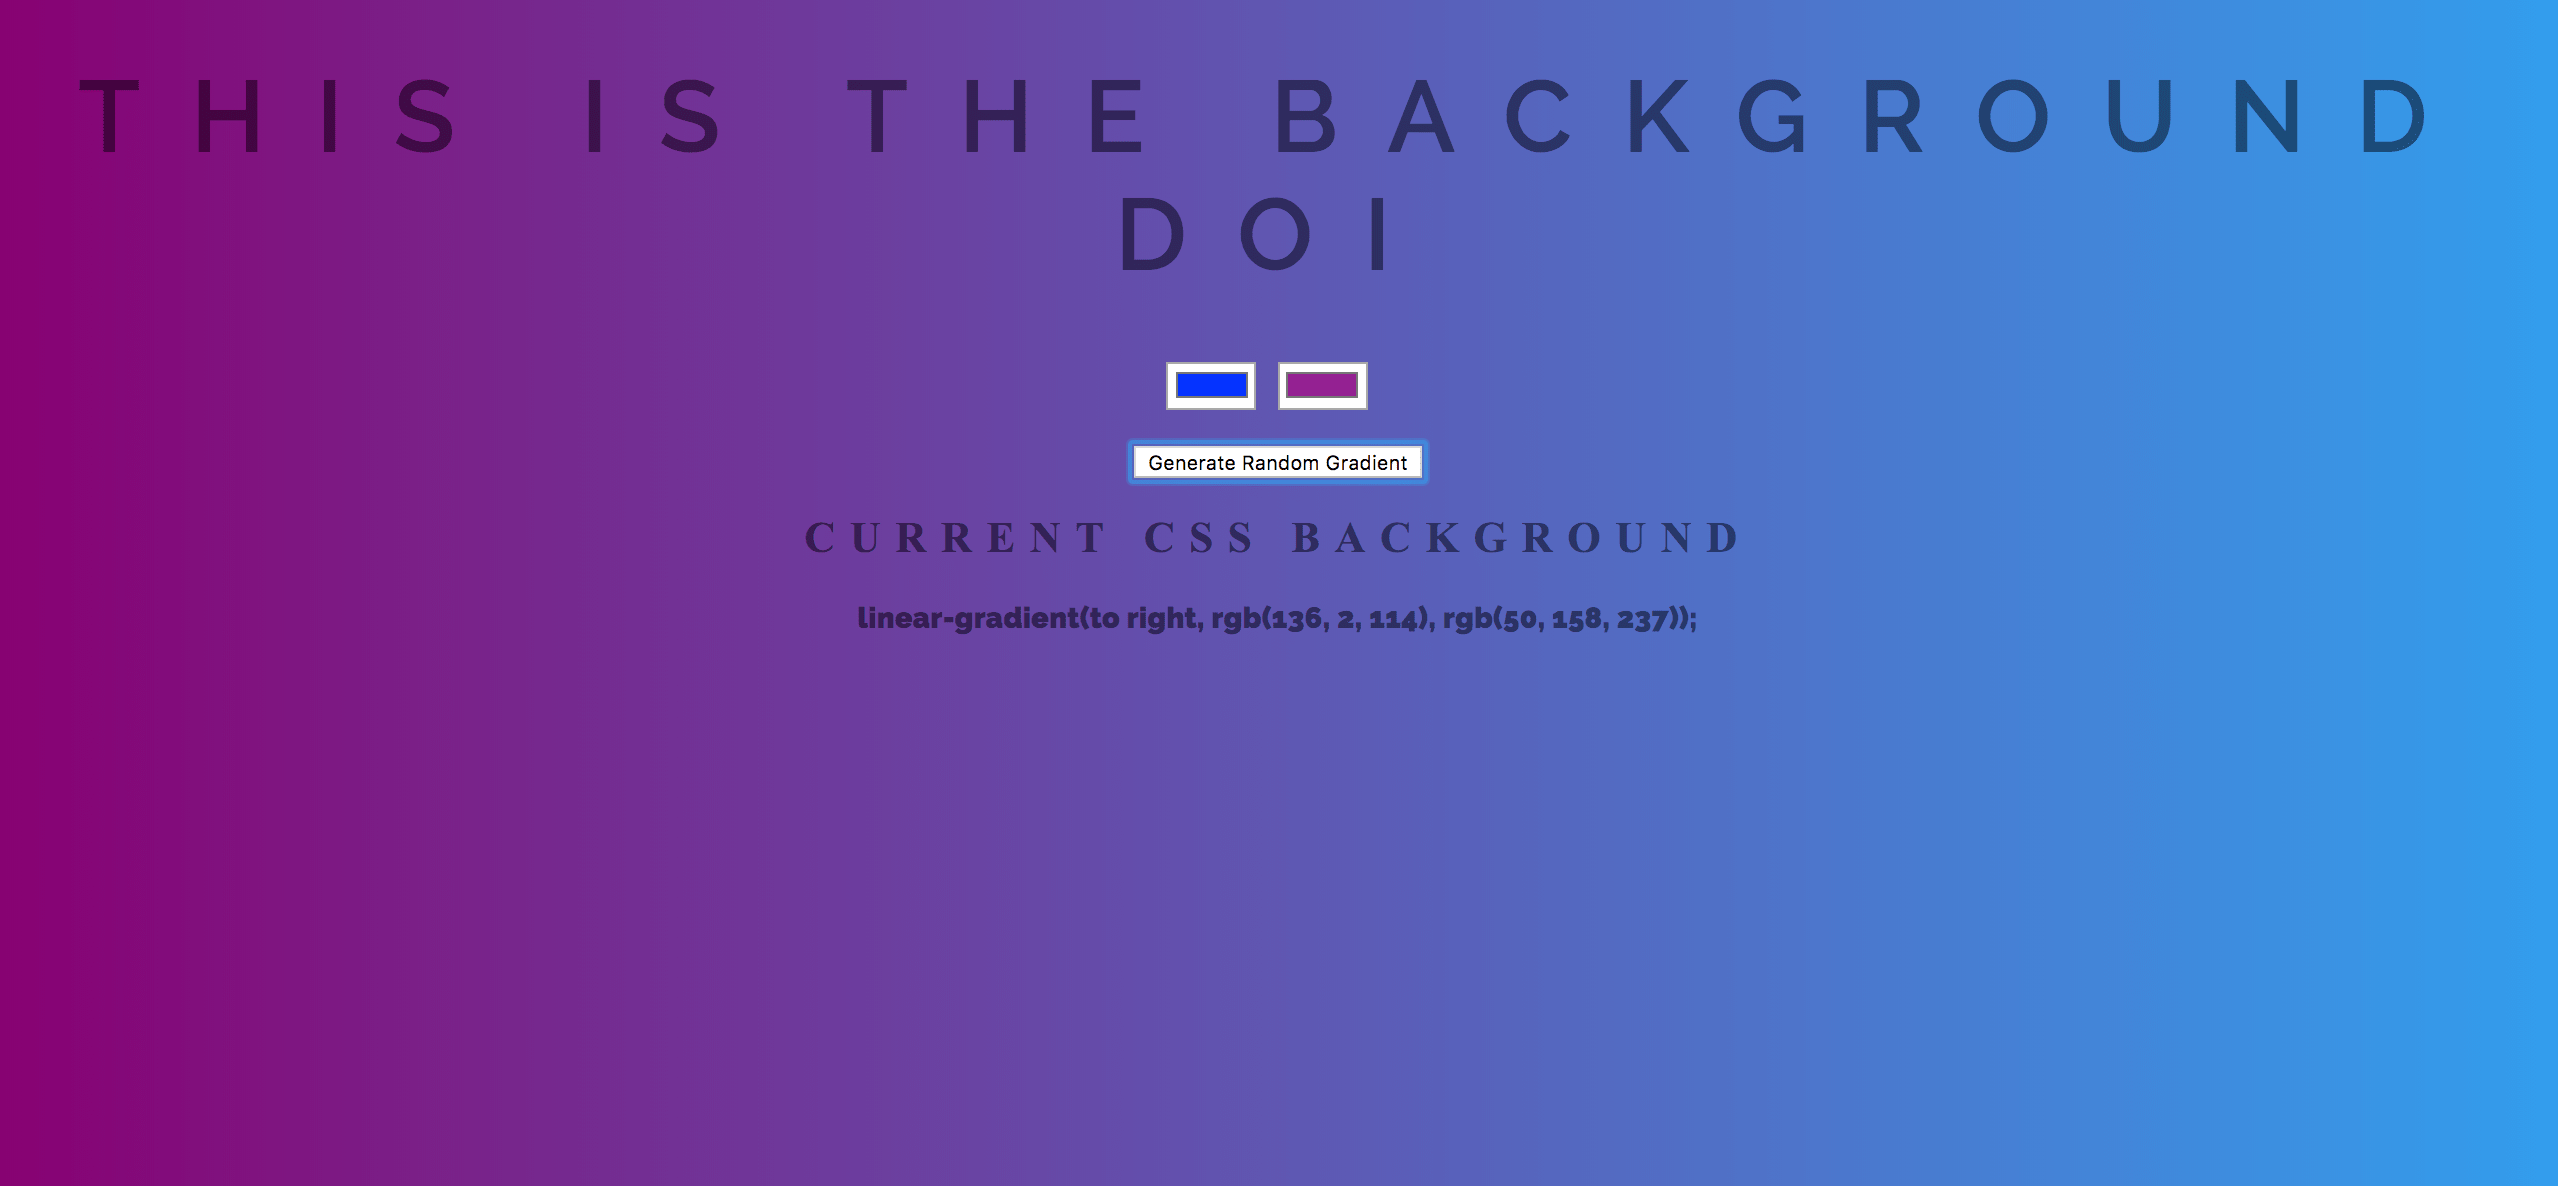 THIS IS THE BACKGROUND
DOI
Generate Random Gradient
CURRENT CSS BACKGROUND
linear-gradient(to right, rgb(136, 2, 114), rgb(50, 158, 237));